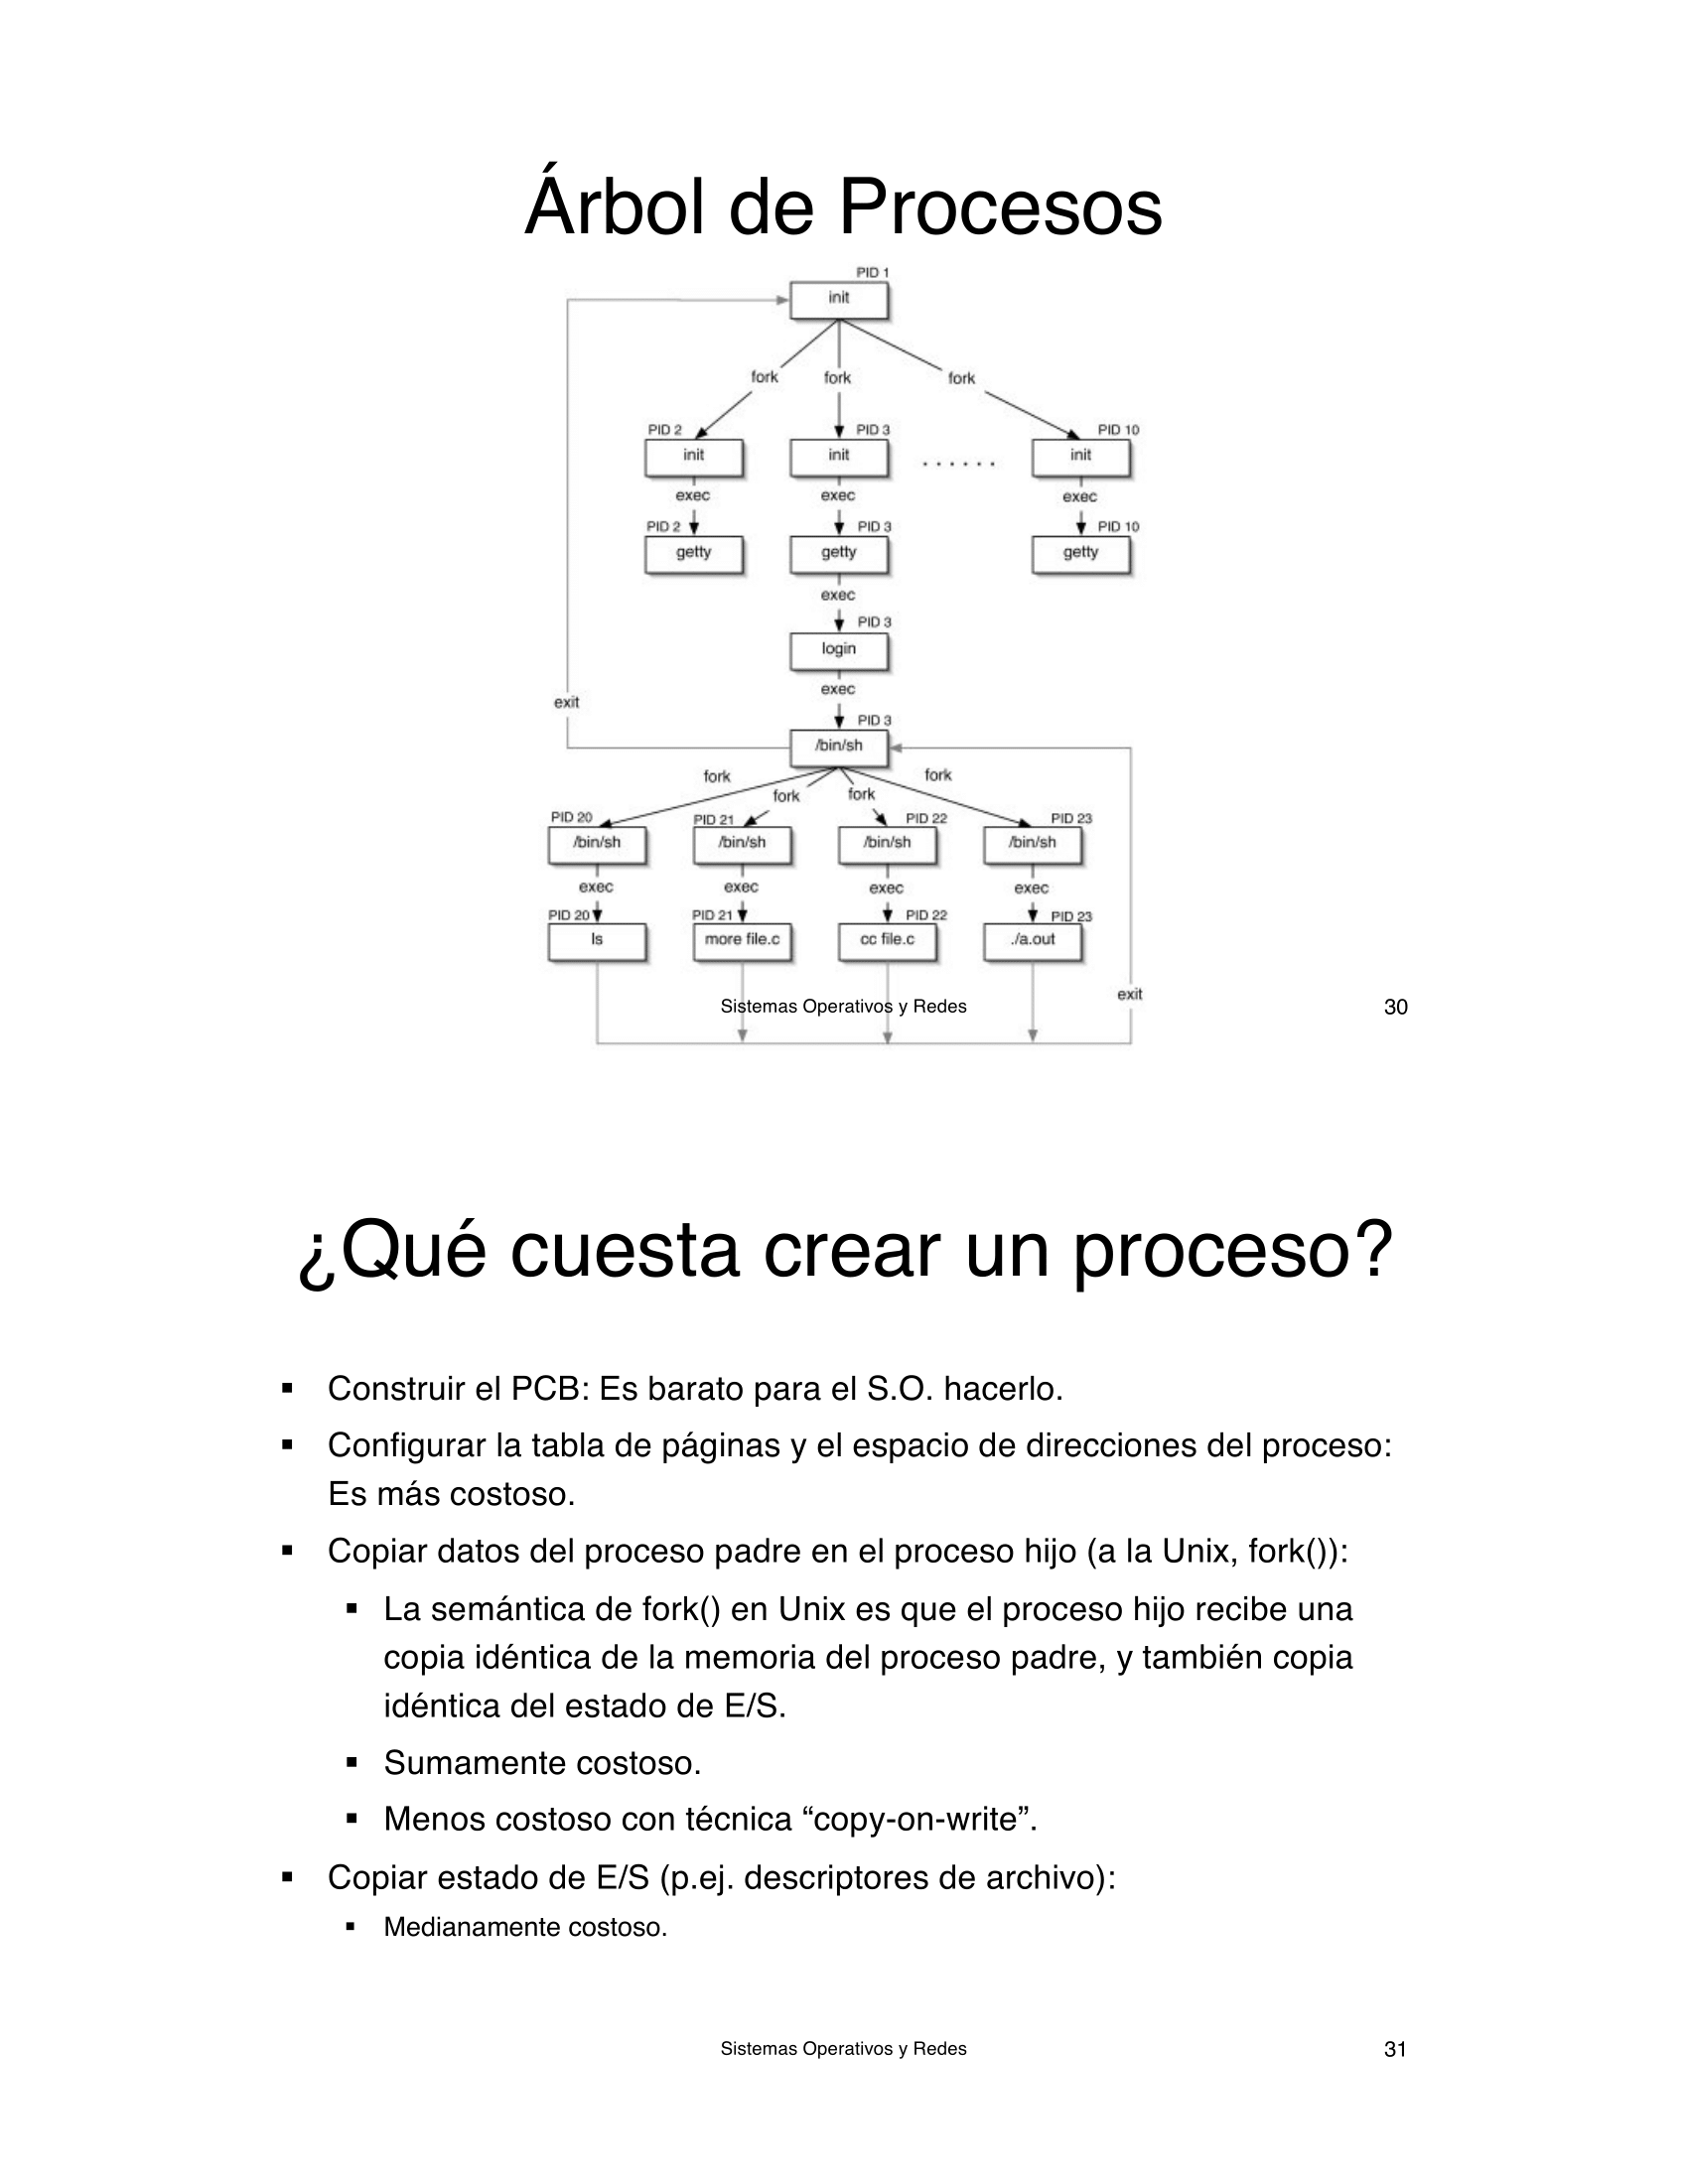 Árbol de Procesos
PID 1
init
fork fork fork
PID 2 PID 3 PID 10
init init ...... init
exec exec exec
PID 2 PID 3 PID 10
getty getty getty
exec
PID 3
login
exec
exit
PID 3
/bin/sh
fork fork fork fork
PID 20 PID 21 PID 22 PID 23
/bin/sh /bin/sh /bin/sh /bin/sh
exec exec exec exec
PID 20 PID 21 PID 22 PID 23
ls more file.c cc file.c ./a.out
exit
Sistemas Operativos y Redes 30
¿Qué cuesta crear un proceso?
▪ Construir el PCB: Es barato para el S.O. hacerlo.
▪ Configurar la tabla de páginas y el espacio de direcciones del proceso:
Es más costoso.
▪ Copiar datos del proceso padre en el proceso hijo (a la Unix, fork()):
▪ La semántica de fork() en Unix es que el proceso hijo recibe una
copia idéntica de la memoria del proceso padre, y también copia
idéntica del estado de E/S.
▪ Sumamente costoso.
▪ Menos costoso con técnica “copy-on-write”.
▪ Copiar estado de E/S (p.ej. descriptores de archivo):
▪ Medianamente costoso.
Sistemas Operativos y Redes 31